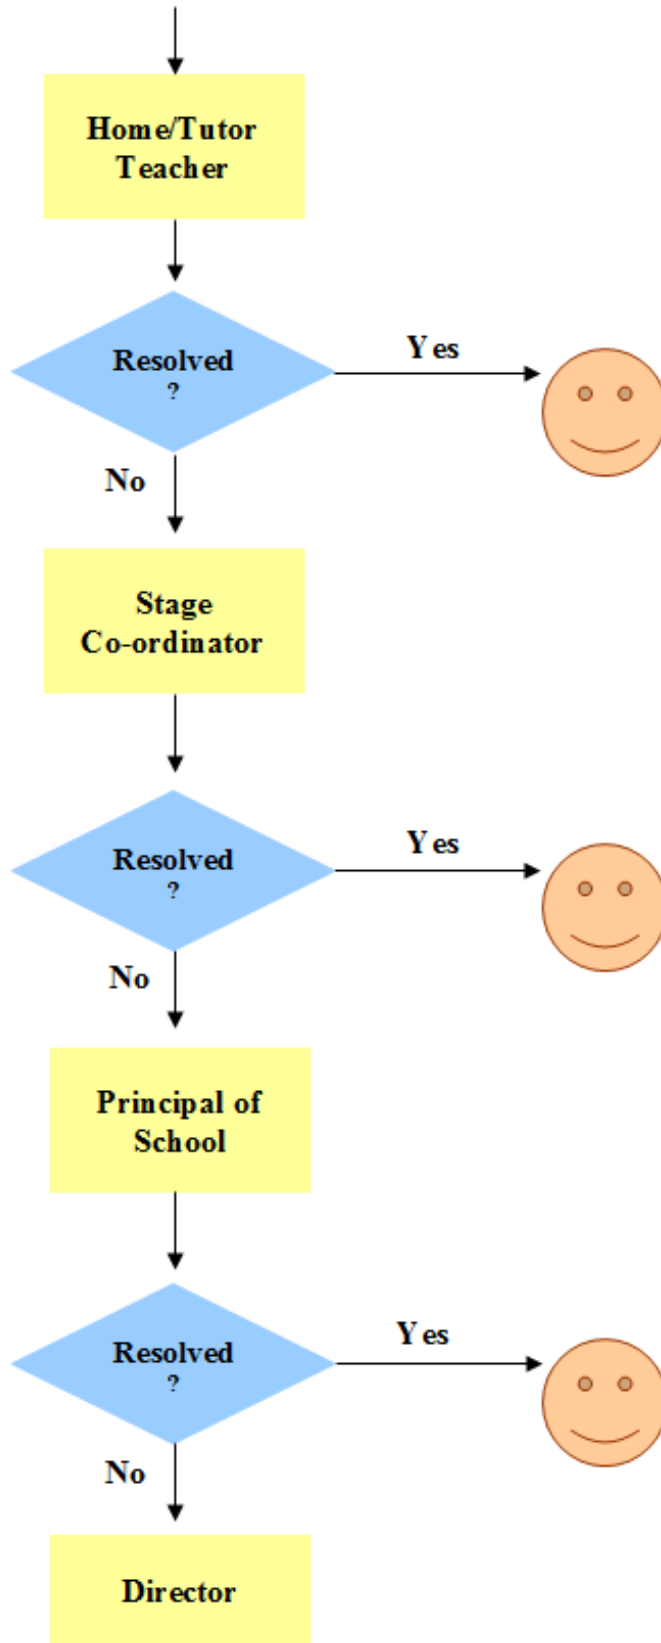 Home/Tutor
Teacher
Resolved
?
Yes
No
Stage
Co-ordinator
Resolved
?
Yes
No
Principal of
School
Resolved
?
Yes
No
Director